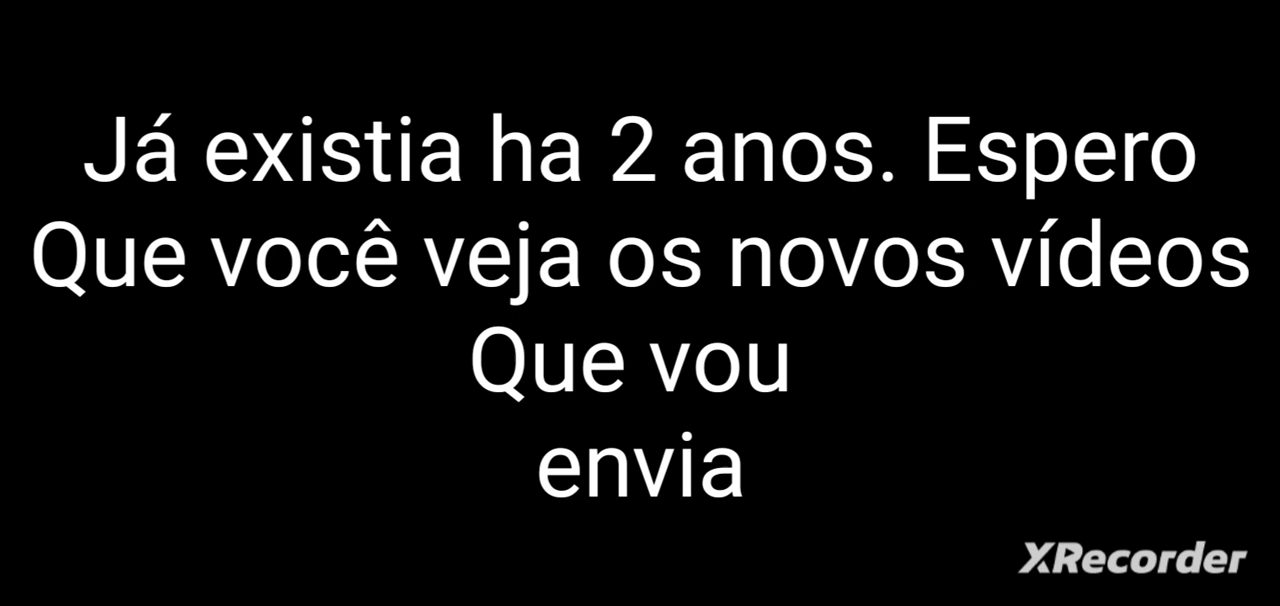 Já existia ha 2 anos. Espero
Que você veja os novos vídeos
Que vou
envia
XRecorder